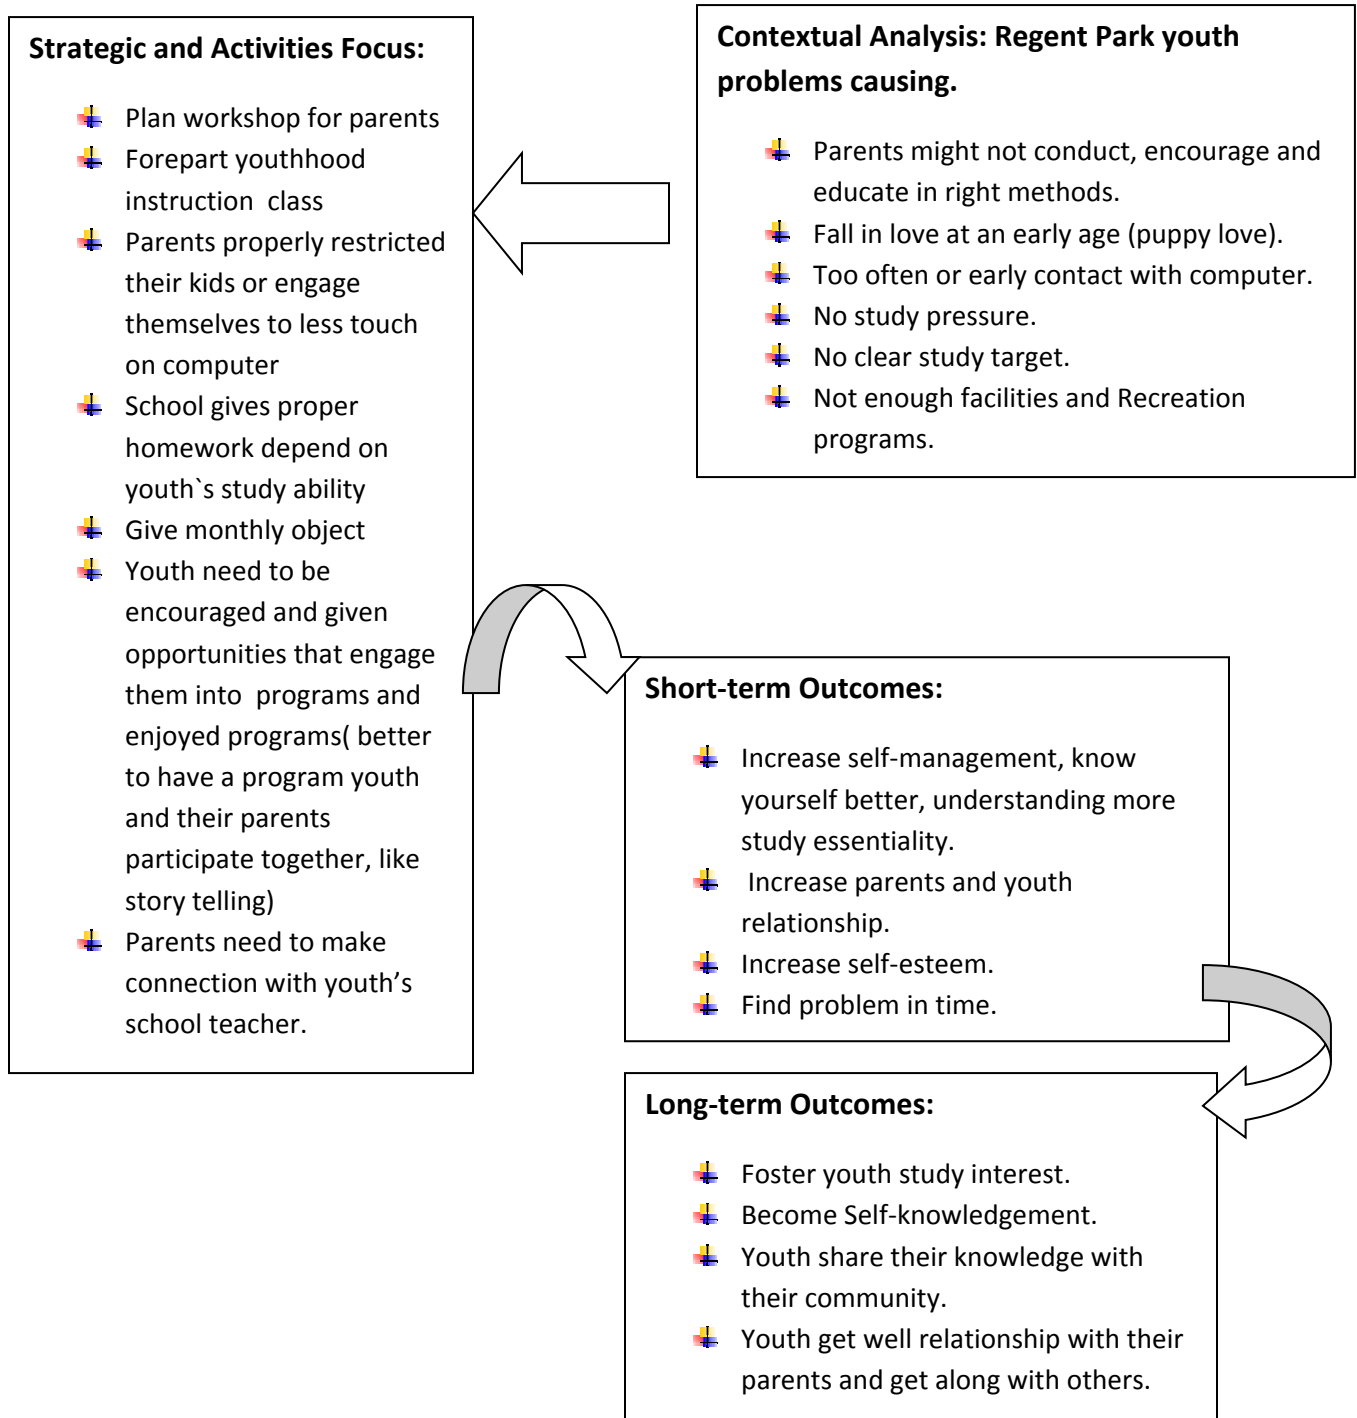 Strategic and Activities Focus:
Plan workshop for parents
Forepart youthhood
instruction class
Parents properly restricted
their kids or engage
themselves to less touch
on computer
School gives proper
homework depend on
youth`s study ability
Give monthly object
Youth need to be
encouraged and given
opportunities that engage
them into programs and
enjoyed programs( better
to have a program youth
and their parents
participate together, like
story telling)
Parents need to make
connection with youth’s
school teacher.
Contextual Analysis: Regent Park youth
problems causing.
Parents might not conduct, encourage and
educate in right methods.
Fall in love at an early age (puppy love).
Too often or early contact with computer.
No study pressure.
No clear study target.
Not enough facilities and Recreation
programs.
Short-term Outcomes:
Increase self-management, know
yourself better, understanding more
study essentiality.
Increase parents and youth
relationship.
Increase self-esteem.
Find problem in time.
Long-term Outcomes:
Foster youth study interest.
Become Self-knowledgement.
Youth share their knowledge with
their community.
Youth get well relationship with their
parents and get along with others.